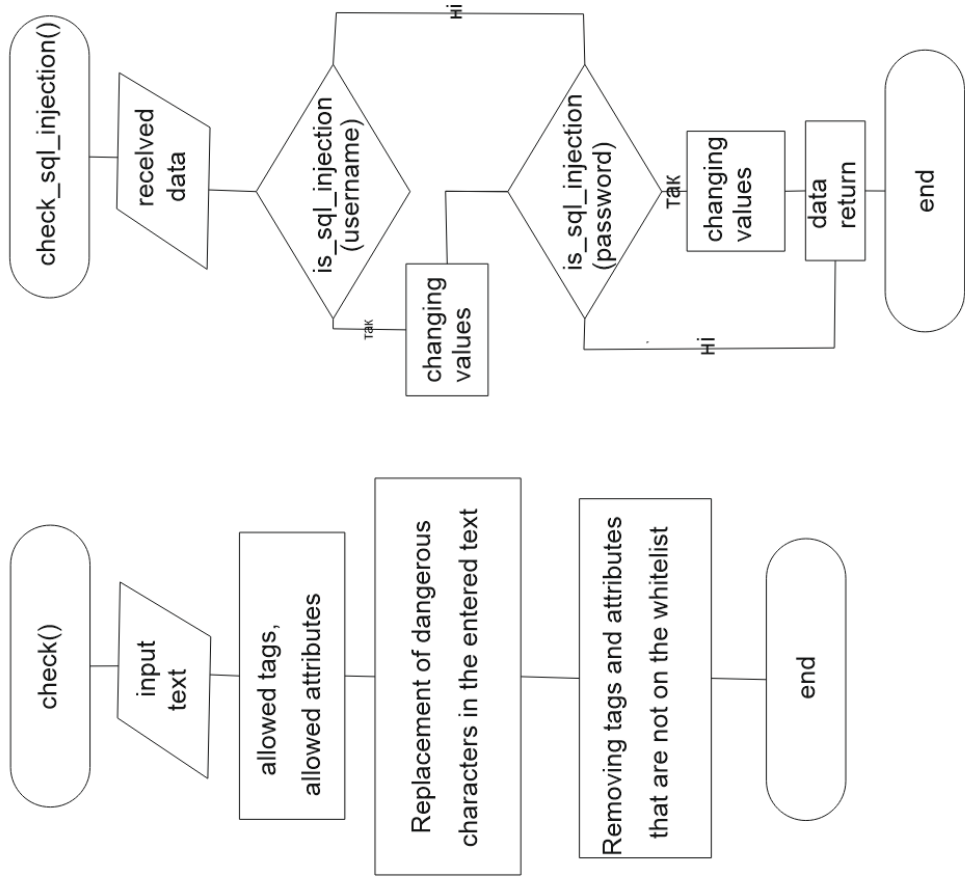 check()
input
text
allowed tags,
allowed attributes
Replacement of dangerous
characters in the entered text
Removing tags and attributes
that are not on the whitelist
end
check_sql_injection()
received
data
is_sql_injection
(username)
так
ні
changing
values
is_sql_injection
(password)
так
ні
changing
values
data
return
end